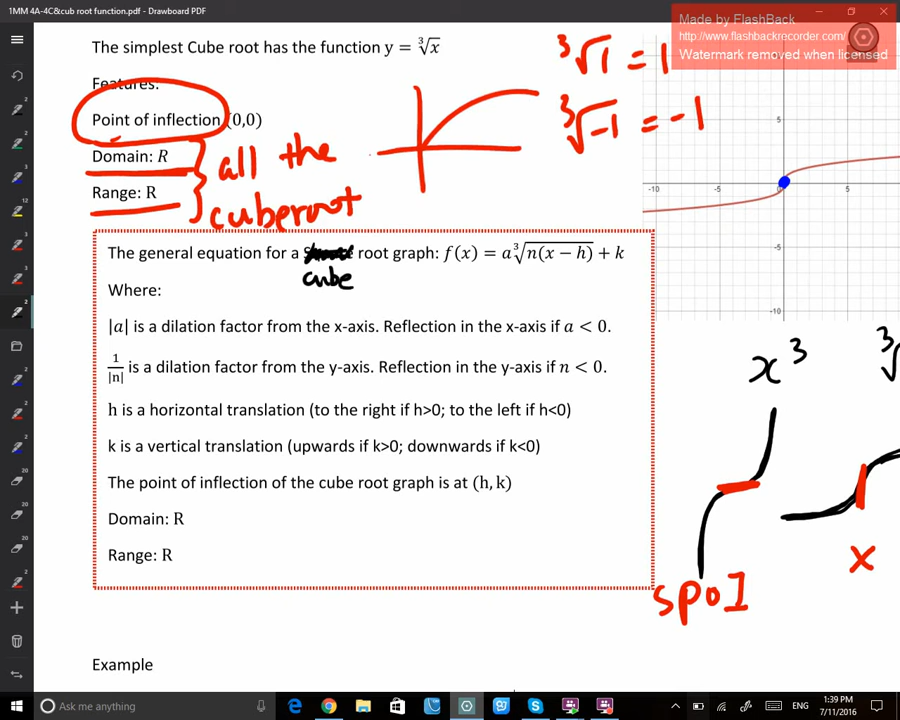 1MM 4A-4C&cub root function.pdf - Drawboard PDF
Made by FlashBack
http://www.flashbackrecorder.com/
Watermark removed when licensed
The simplest Cube root has the function y = ∛x
∛1 = 1
Features:
Point of inflection (0,0)
∛-1 = -1
Domain: R
Range: R
all the
cuberoot
5
-10 -5 0 5
-5
-10
The general equation for a root graph: f(x) = a∛n(x − h) + k
cube
Where:
|a| is a dilation factor from the x-axis. Reflection in the x-axis if a < 0.
1/|n| is a dilation factor from the y-axis. Reflection in the y-axis if n < 0.
h is a horizontal translation (to the right if h>0; to the left if h<0)
k is a vertical translation (upwards if k>0; downwards if k<0)
The point of inflection of the cube root graph is at (h, k)
Domain: R
Range: R
x³ ∛
SPOI
x
Example
Ask me anything
ENG
1:39 PM
7/11/2016